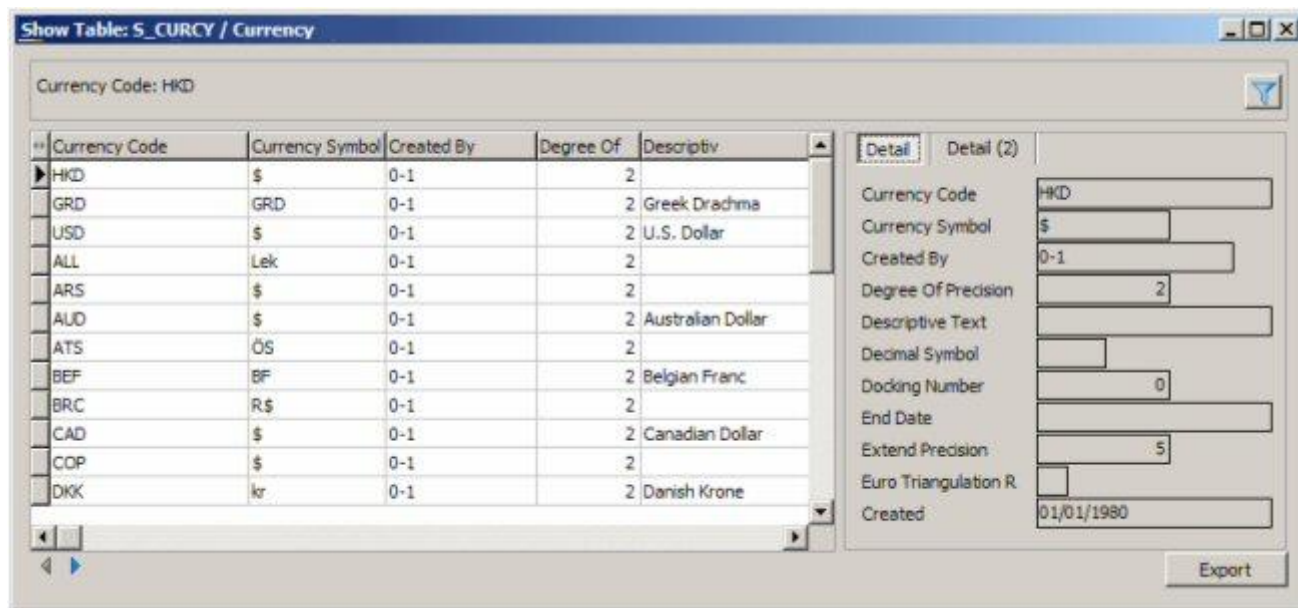 Show Table: S_CURCY / Currency
Currency Code: HKD
Currency Code Currency Symbol Created By Degree Of Descriptiv
HKD $ 0-1 2
GRD GRD 0-1 2 Greek Drachma
USD $ 0-1 2 U.S. Dollar
ALL Lek 0-1 2
ARS $ 0-1 2
AUD $ 0-1 2 Australian Dollar
ATS ÖS 0-1 2
BEF BF 0-1 2 Belgian Franc
BRC R$ 0-1 2
CAD $ 0-1 2 Canadian Dollar
COP $ 0-1 2
DKK kr 0-1 2 Danish Krone
Detail Detail (2)
Currency Code HKD
Currency Symbol $
Created By 0-1
Degree Of Precision 2
Descriptive Text
Decimal Symbol
Docking Number 0
End Date
Extend Precision 5
Euro Triangulation R
Created 01/01/1980
Export